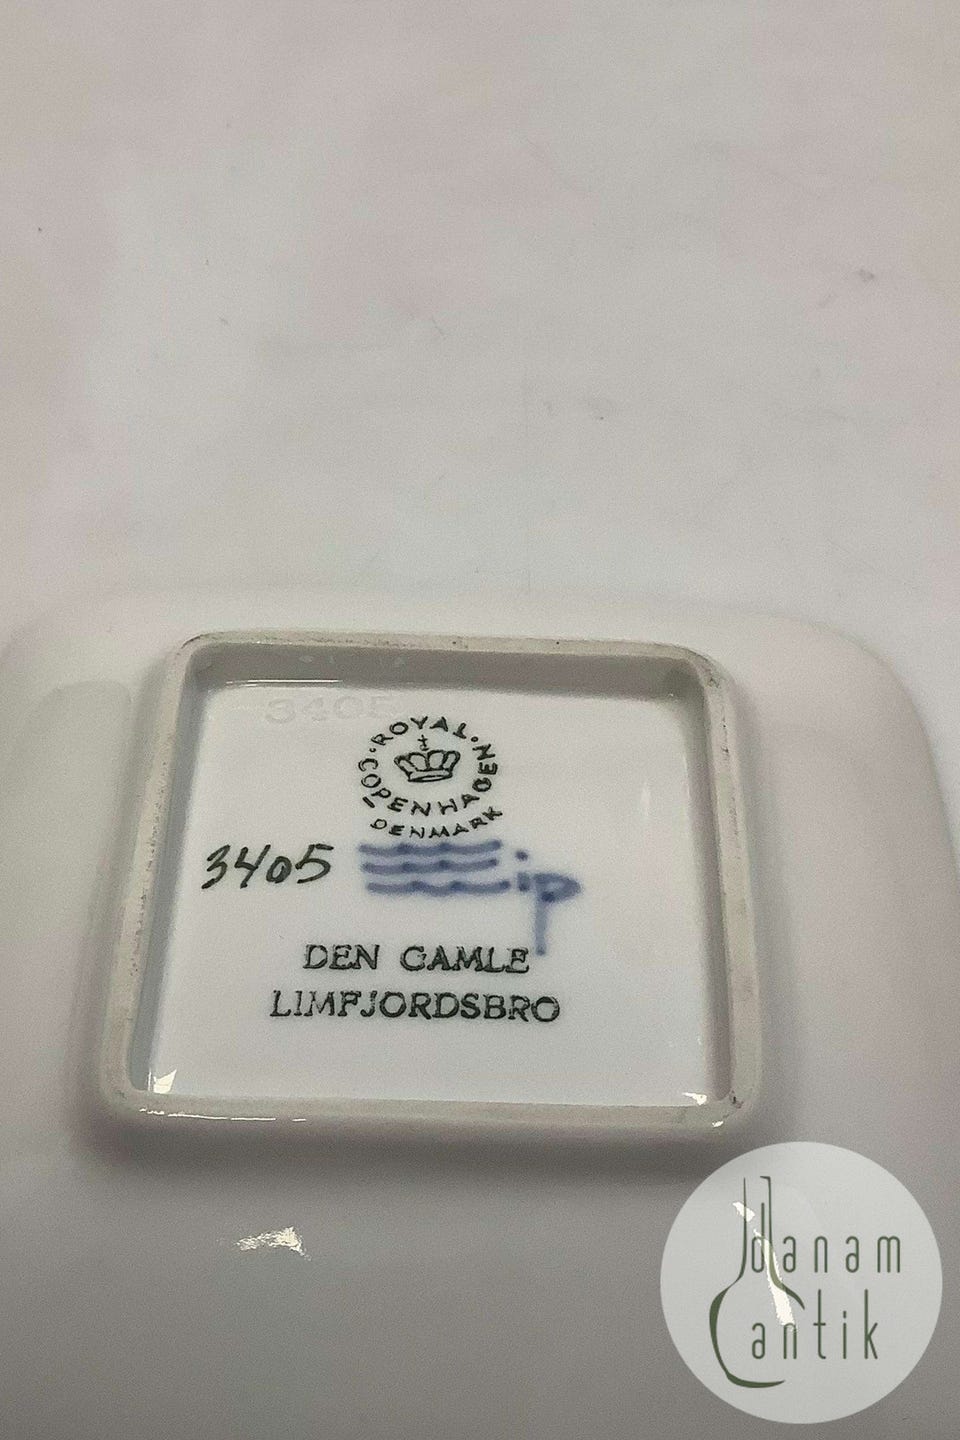 3405
ROYAL COPENHAGEN
DENMARK
3405
ip
DEN GAMLE
LIMFJORDSBRO
danam
antik